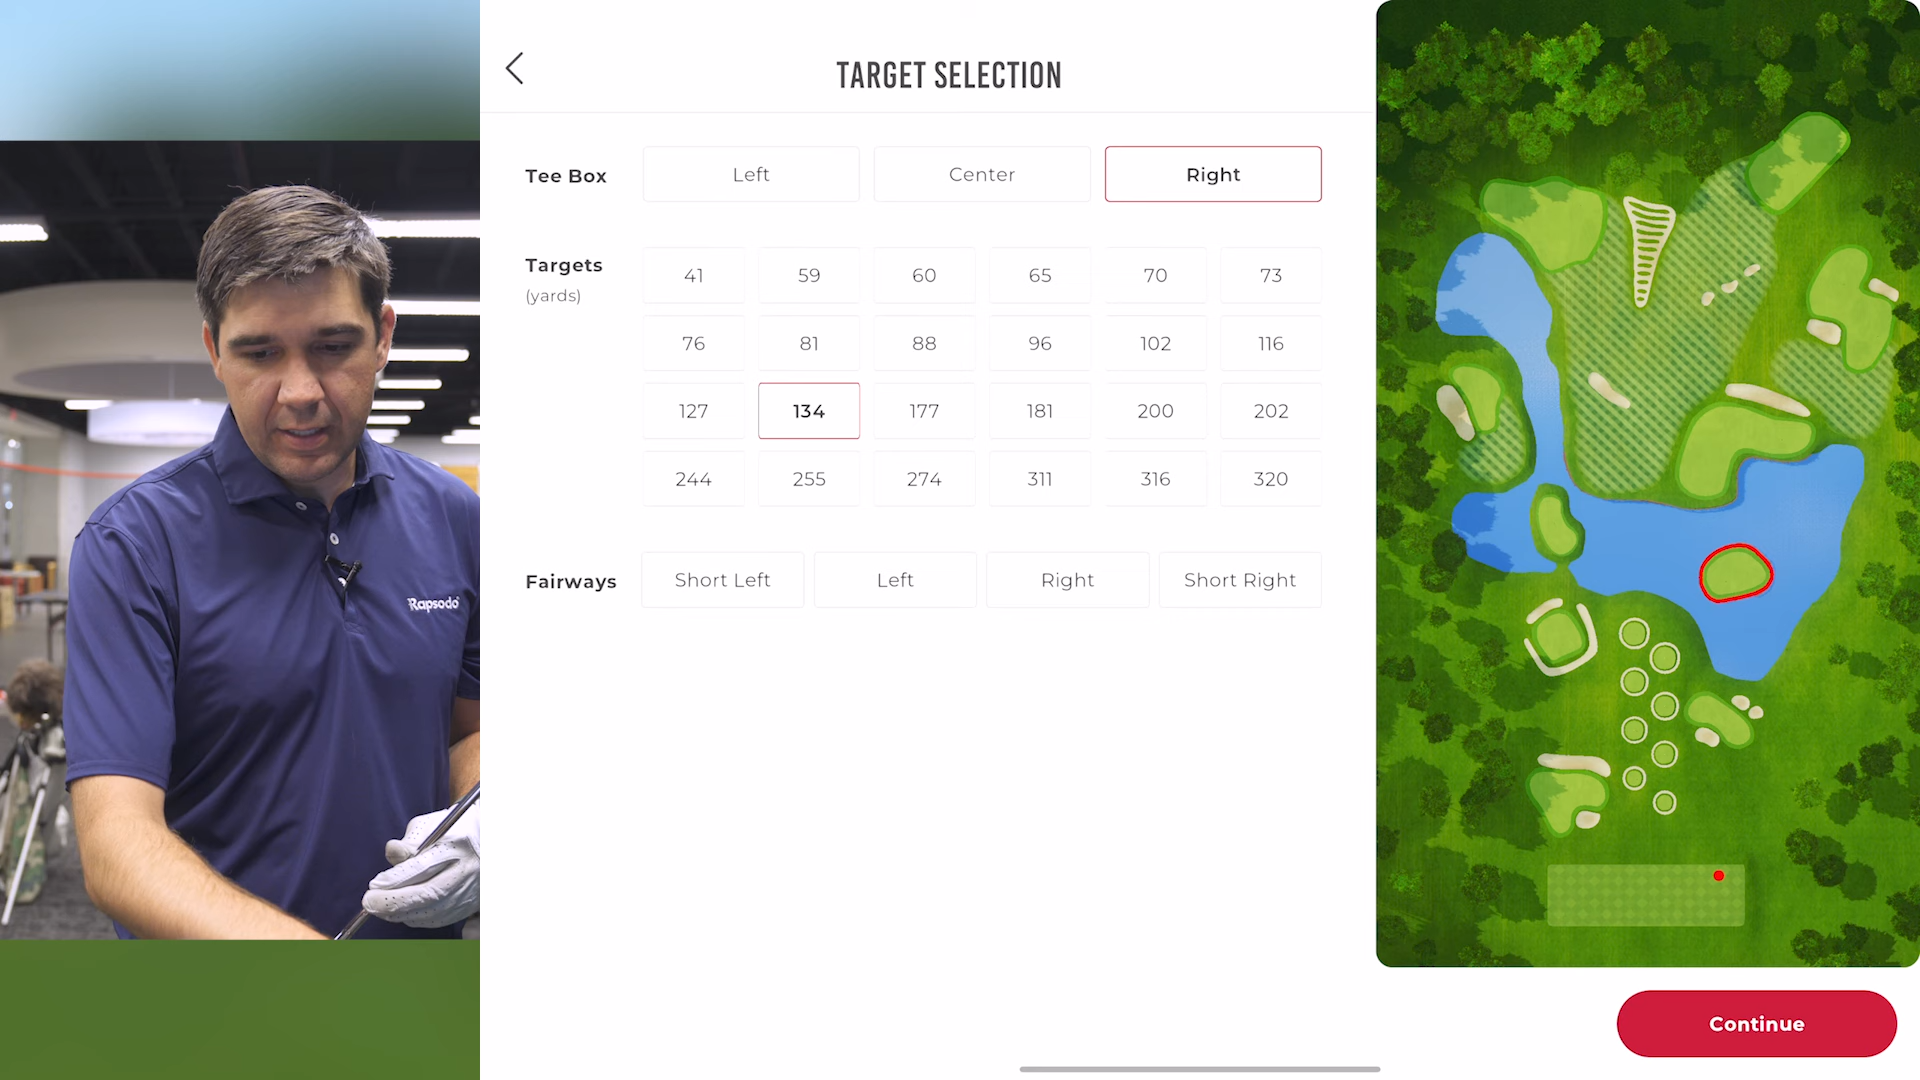 TARGET SELECTION
Tee Box Left Center Right
Targets 41 59 60 65 70 73
(yards)
76 81 88 96 102 116
127 134 177 181 200 202
244 255 274 311 316 320
Fairways Short Left Left Right Short Right
Rapsodo
Continue